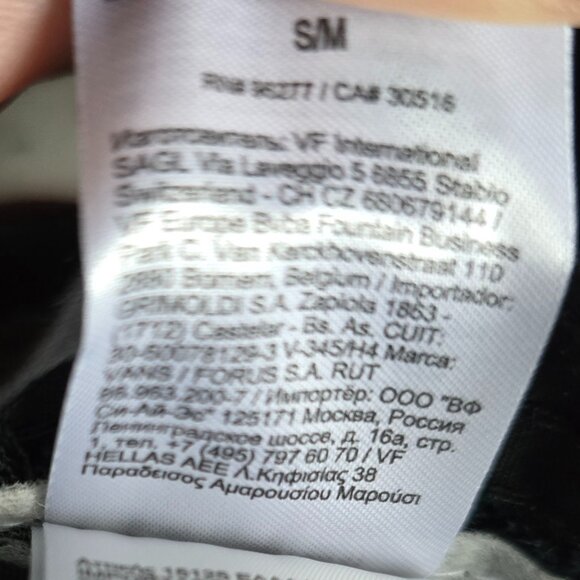 S/M
RN# 96277 / CA# 30516
Изготовитель: VF International
SAGL Via Laveggio 5 6855 Stabio
Switzerland - CH CZ 680679144 /
VF Europe Bvba Fountain Business
Park C. Van Kerckhovenstraat 110
2880 Bornem, Belgium / Importador:
GRIMOLDI S.A. Zapiola 1863 -
(1712) Castelar - Bs. As. CUIT:
30-50078129-3 V-345/H4 Marca:
VANS / FORUS S.A. RUT
86.963.200-7 / Импортёр: ООО "ВФ
Си-Ай-Эс" 125171 Москва, Россия
Ленинградское шоссе, д. 16а, стр.
1, тел. +7 (495) 797 60 70 / VF
HELLAS AEE Λ.Κηφισίας 38
Παράδεισος Αμαρουσίου Μαρούσι